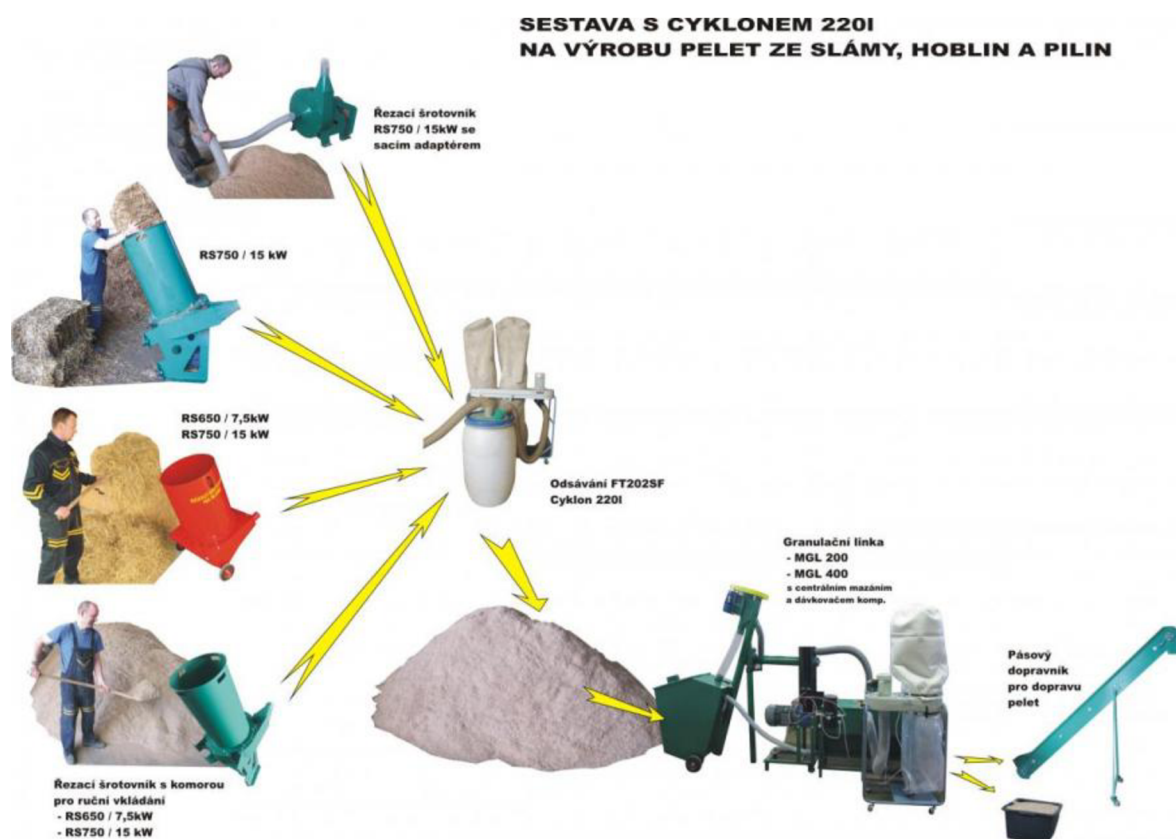 SESTAVA S CYKLONEM 220l
NA VÝROBU PELET ZE SLÁMY, HOBLIN A PILIN
Řezací šrotovník
RS750 / 15kW se
sacím adaptérem
RS750 / 15 kW
RS650 / 7,5kW
RS750 / 15 kW
Odsávání FT202SF
Cyklon 220l
Granulační linka
- MGL 200
- MGL 400
s centrálním mazáním
a dávkovačem komp.
Pásový
dopravník
pro dopravu
pelet
Řezací šrotovník s komorou
pro ruční vkládání
- RS650 / 7,5kW
- RS750 / 15 kW